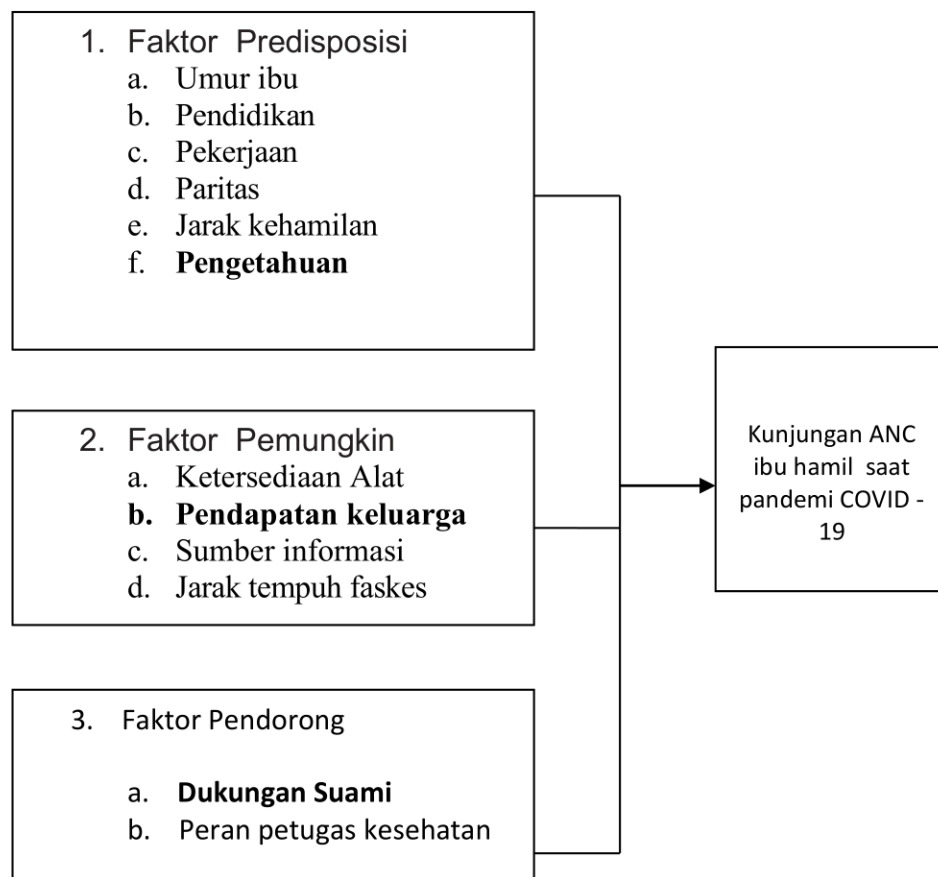 1. Faktor Predisposisi
a. Umur ibu
b. Pendidikan
c. Pekerjaan
d. Paritas
e. Jarak kehamilan
f. Pengetahuan
2. Faktor Pemungkin
a. Ketersediaan Alat
b. Pendapatan keluarga
c. Sumber informasi
d. Jarak tempuh faskes
3. Faktor Pendorong
a. Dukungan Suami
b. Peran petugas kesehatan
Kunjungan ANC
ibu hamil saat
pandemi COVID -
19